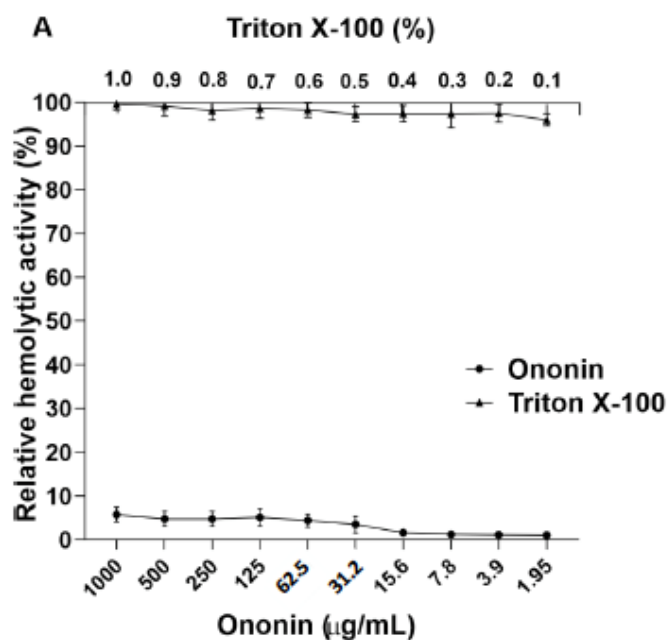 A
Triton X-100 (%)
1.0 0.9 0.8 0.7 0.6 0.5 0.4 0.3 0.2 0.1
Relative hemolytic activity (%)
100
90
80
70
60
50
40
30
20
10
0
Ononin
Triton X-100
1000 500 250 125 62.5 31.2 15.6 7.8 3.9 1.95
Ononin (μg/mL)